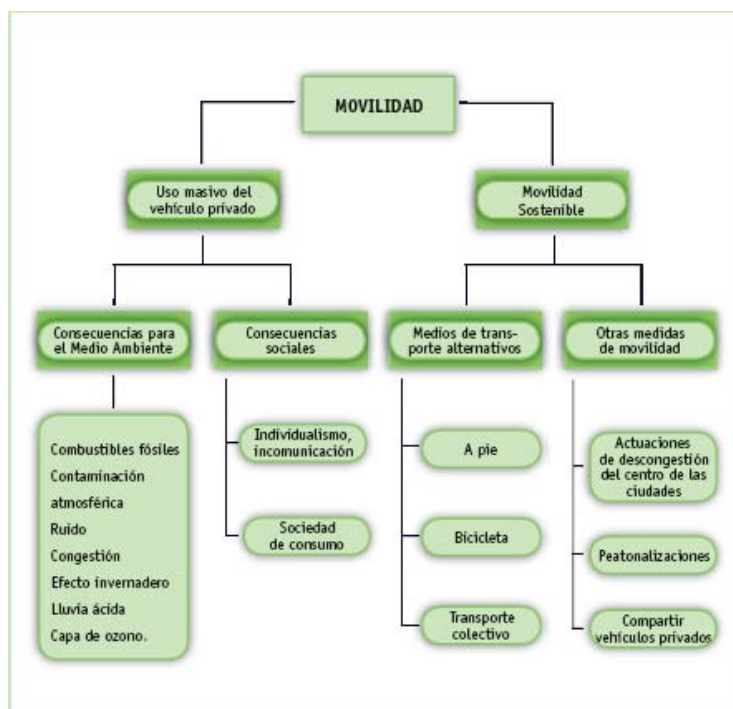 MOVILIDAD
Uso masivo del
vehículo privado
Movilidad
Sostenible
Consecuencias para
el Medio Ambiente
Consecuencias
sociales
Medios de trans-
porte alternativos
Otras medidas
de movilidad
Combustibles fósiles
Contaminación
atmosférica
Ruido
Congestión
Efecto invernadero
Lluvia ácida
Capa de ozono.
Individualismo,
incomunicación
Sociedad
de consumo
A pie
Bicicleta
Transporte
colectivo
Actuaciones
de descongestión
del centro de las
ciudades
Peatonalizaciones
Compartir
vehículos privados